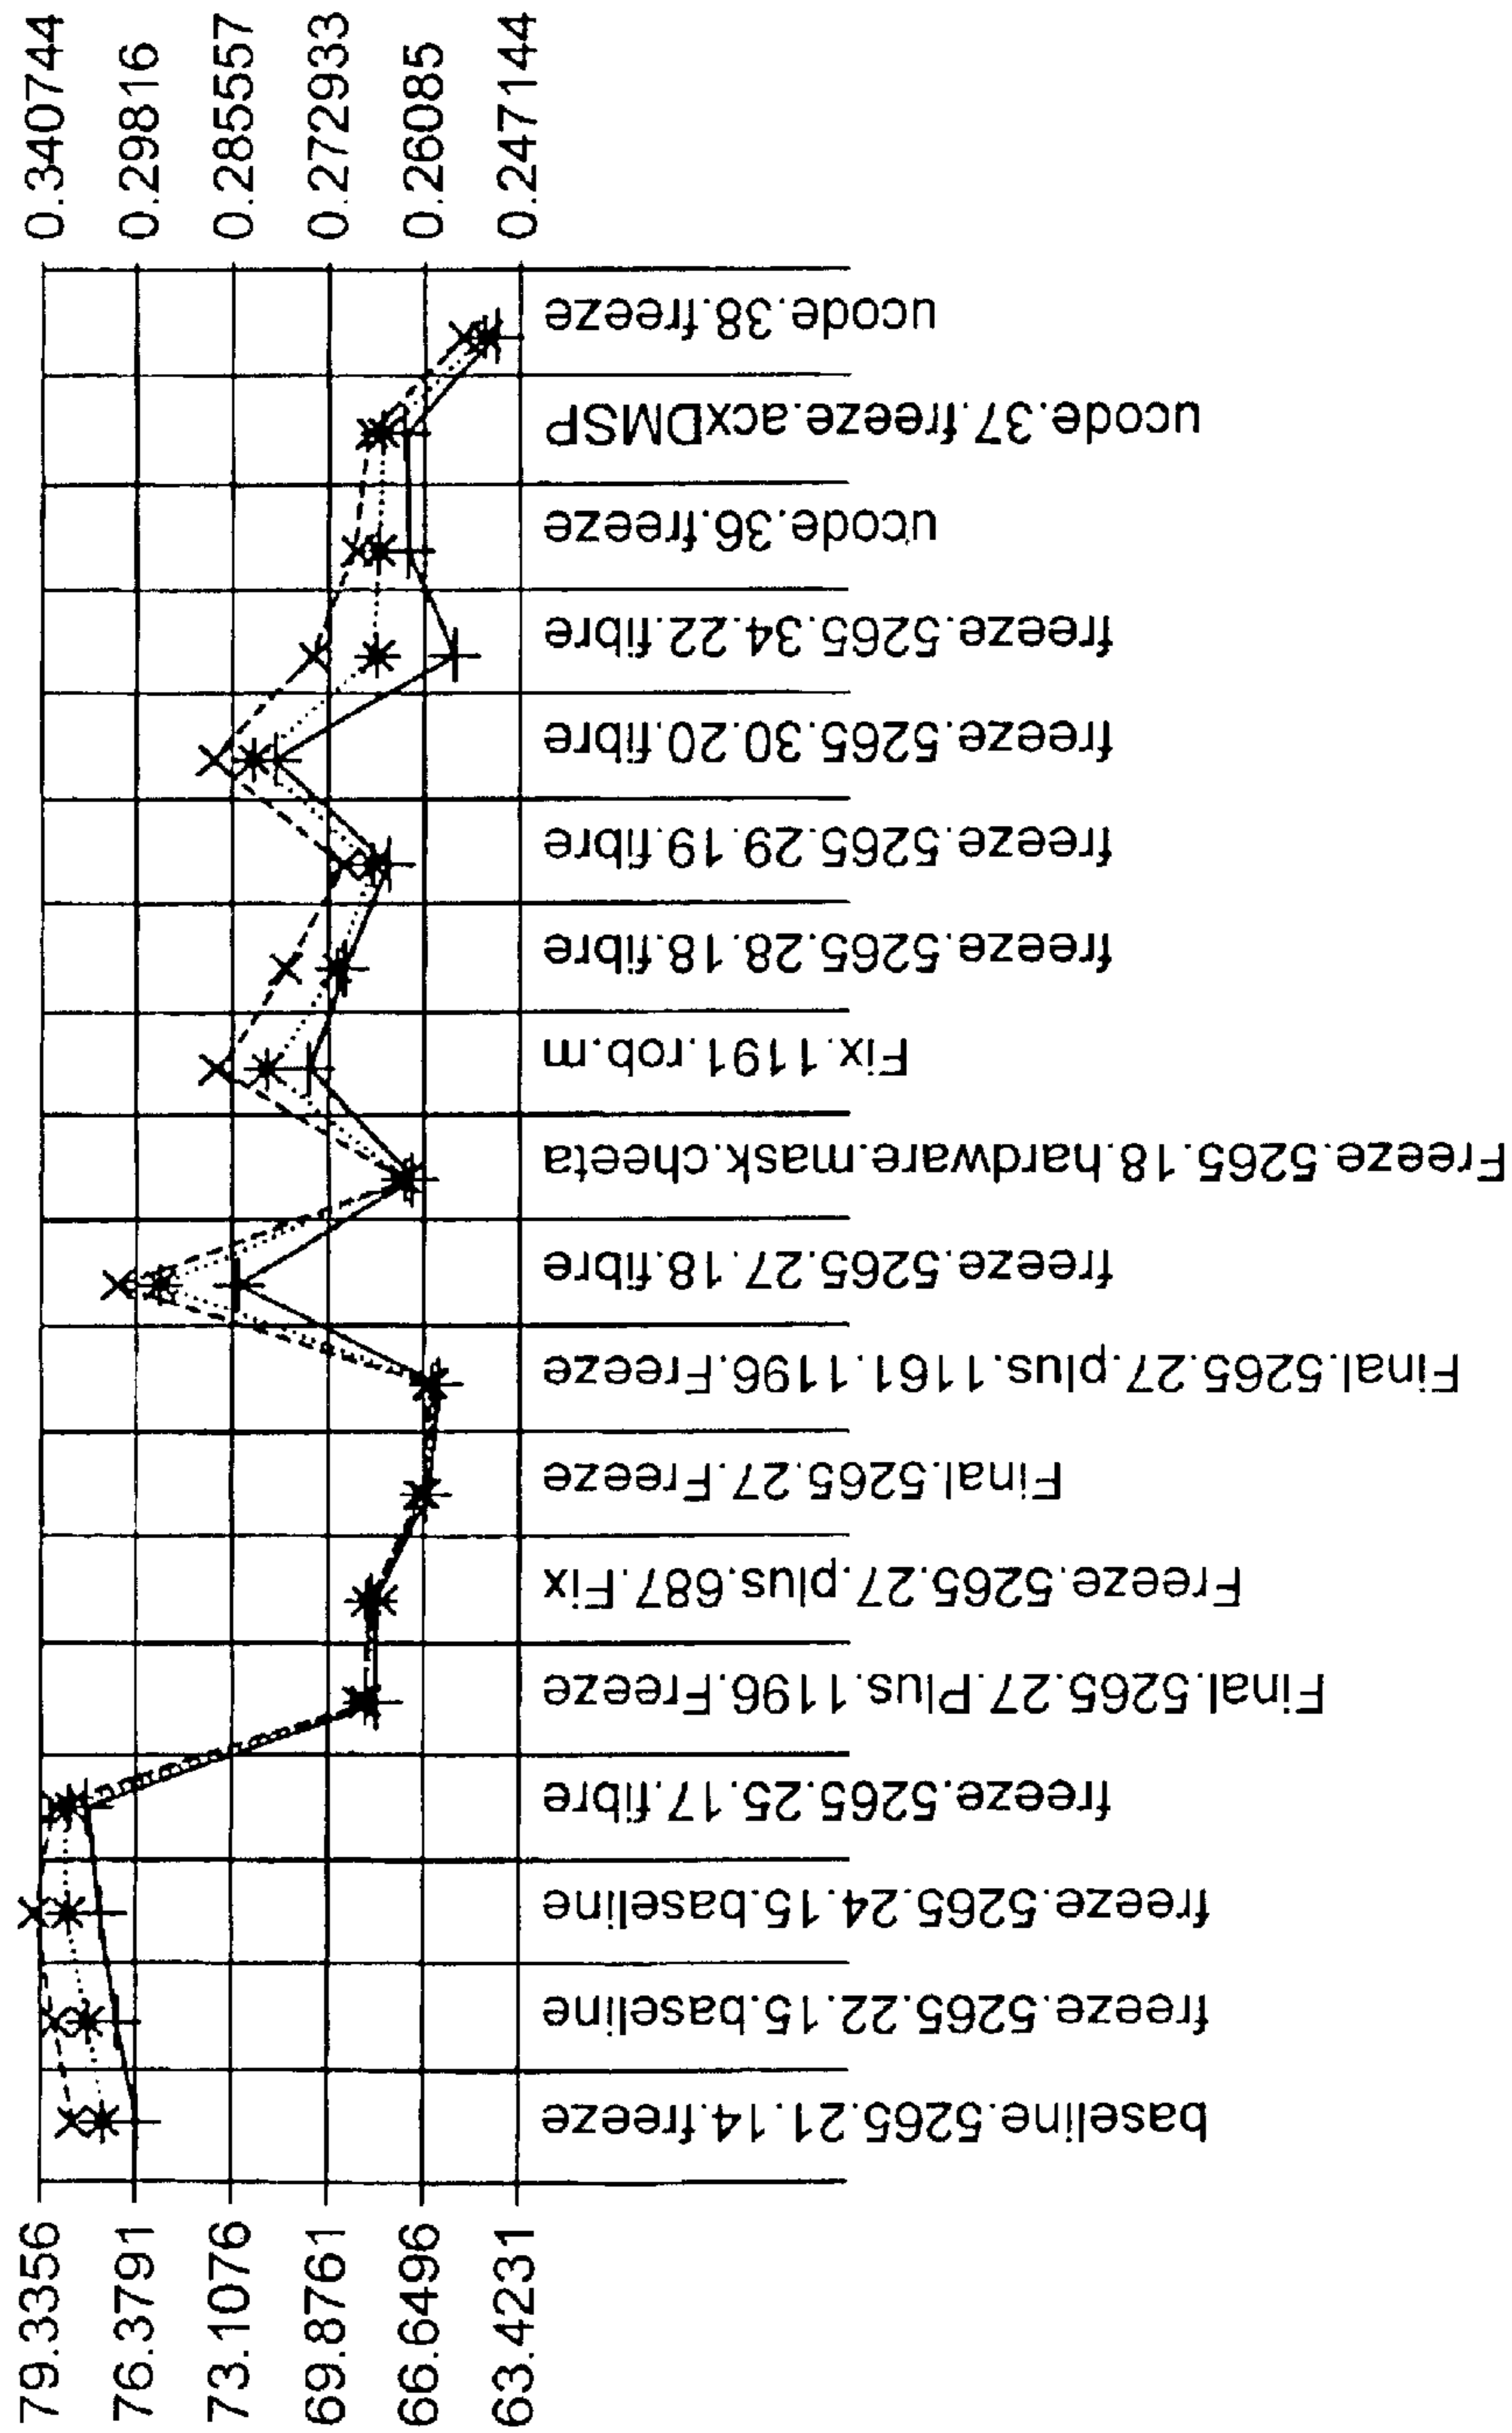 79.3356
76.3791
73.1076
69.8761
66.6496
63.4231
baseline.5265.21.14.freeze
freeze.5265.22.15.baseline
freeze.5265.24.15.baseline
freeze.5265.25.17.fibre
Final.5265.27.Plus.1196.Freeze
Freeze.5265.27.plus.687.Fix
Final.5265.27.Freeze
Final.5265.27.plus.1161.1196.Freeze
freeze.5265.27.18.fibre
Freeze.5265.18.hardware.mask.cheeta
Fix.1191.rob.m
freeze.5265.28.18.fibre
freeze.5265.29.19.fibre
freeze.5265.30.20.fibre
freeze.5265.34.22.fibre
ucode.36.freeze
ucode.37.freeze.acxDMSP
ucode.38.freeze
0.340744
0.29816
0.285557
0.272933
0.26085
0.247144